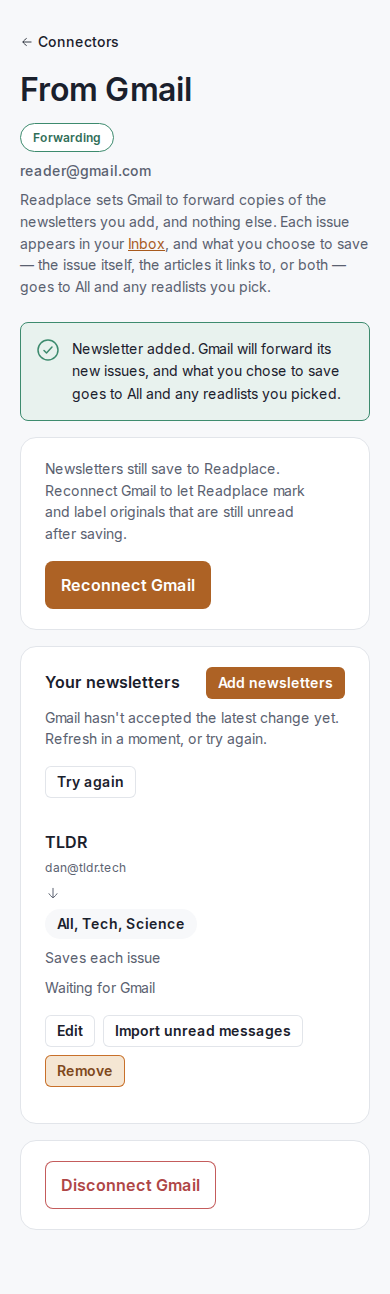 ← Connectors
From Gmail
Forwarding
reader@gmail.com
Readplace sets Gmail to forward copies of the
newsletters you add, and nothing else. Each issue
appears in your Inbox, and what you choose to save
— the issue itself, the articles it links to, or both —
goes to All and any readlists you pick.
Newsletter added. Gmail will forward its
new issues, and what you chose to save
goes to All and any readlists you picked.
Newsletters still save to Readplace.
Reconnect Gmail to let Readplace mark
and label originals that are still unread
after saving.
Reconnect Gmail
Your newsletters
Add newsletters
Gmail hasn't accepted the latest change yet.
Refresh in a moment, or try again.
Try again
TLDR
dan@tldr.tech
↓
All, Tech, Science
Saves each issue
Waiting for Gmail
Edit
Import unread messages
Remove
Disconnect Gmail